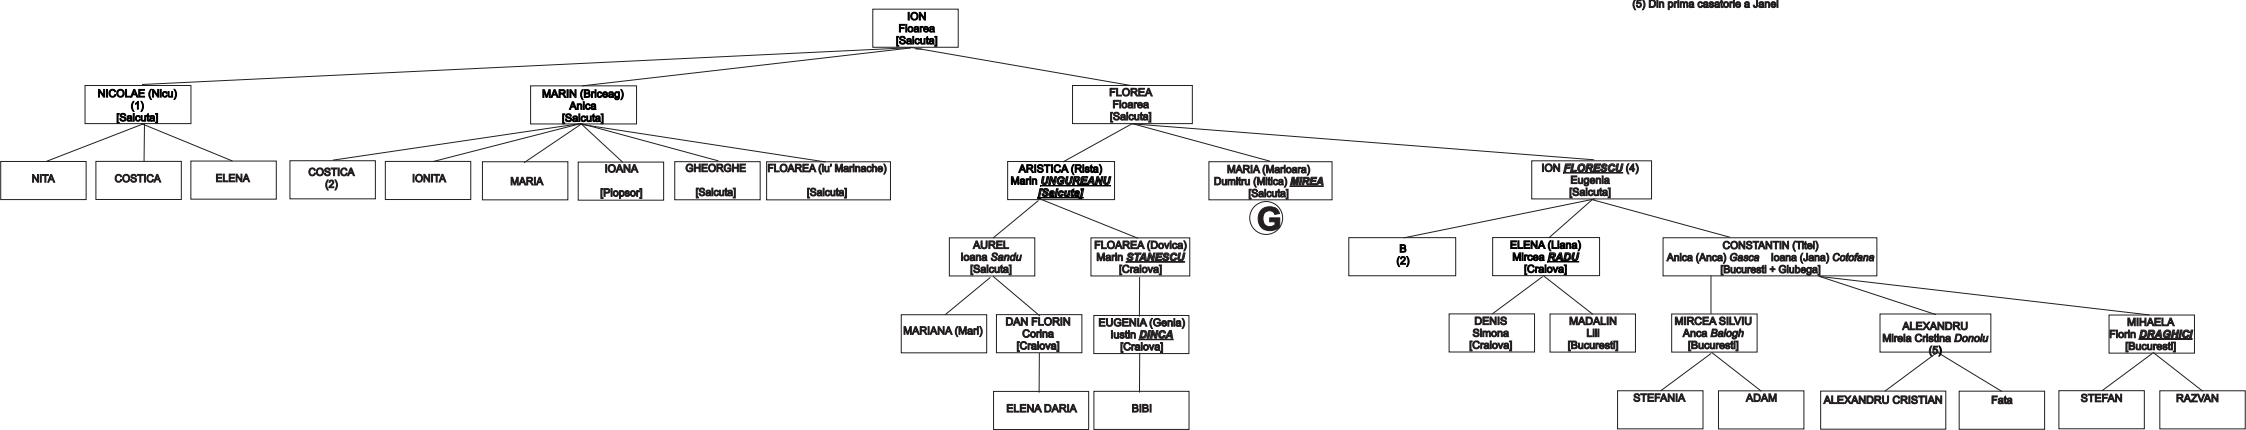 (5) Din prima casatorie a Janei
ION
Floarea
[Salcuta]
NICOLAE (Nicu)
(1)
[Salcuta]
MARIN (Briceag)
Anica
[Salcuta]
FLOREA
Floarea
[Salcuta]
NITA
COSTICA
ELENA
COSTICA
(2)
IONITA
MARIA
IOANA
[Plopsor]
GHEORGHE
[Salcuta]
FLOAREA (lu' Marinache)
[Salcuta]
ARISTICA (Rista)
Marin UNGUREANU
[Salcuta]
MARIA (Marioara)
Dumitru (Mitica) MIREA
[Salcuta]
G
ION FLORESCU (4)
Eugenia
[Salcuta]
AUREL
Ioana Sandu
[Salcuta]
FLOAREA (Dovica)
Marin STANESCU
[Craiova]
B
(2)
ELENA (Liana)
Mircea RADU
[Craiova]
CONSTANTIN (Titel)
Anica (Anca) Gasca Ioana (Jana) Cotofana
[Bucuresti + Giubega]
MARIANA (Mari)
DAN FLORIN
Corina
[Craiova]
EUGENIA (Genia)
Iustin DINCA
[Craiova]
DENIS
Simona
[Craiova]
MADALIN
Lili
[Bucuresti]
MIRCEA SILVIU
Anca Balogh
[Bucuresti]
ALEXANDRU
Mirela Cristina Donoiu
(5)
MIHAELA
Florin DRAGHICI
[Bucuresti]
ELENA DARIA
BIBI
STEFANIA
ADAM
ALEXANDRU CRISTIAN
Fata
STEFAN
RAZVAN